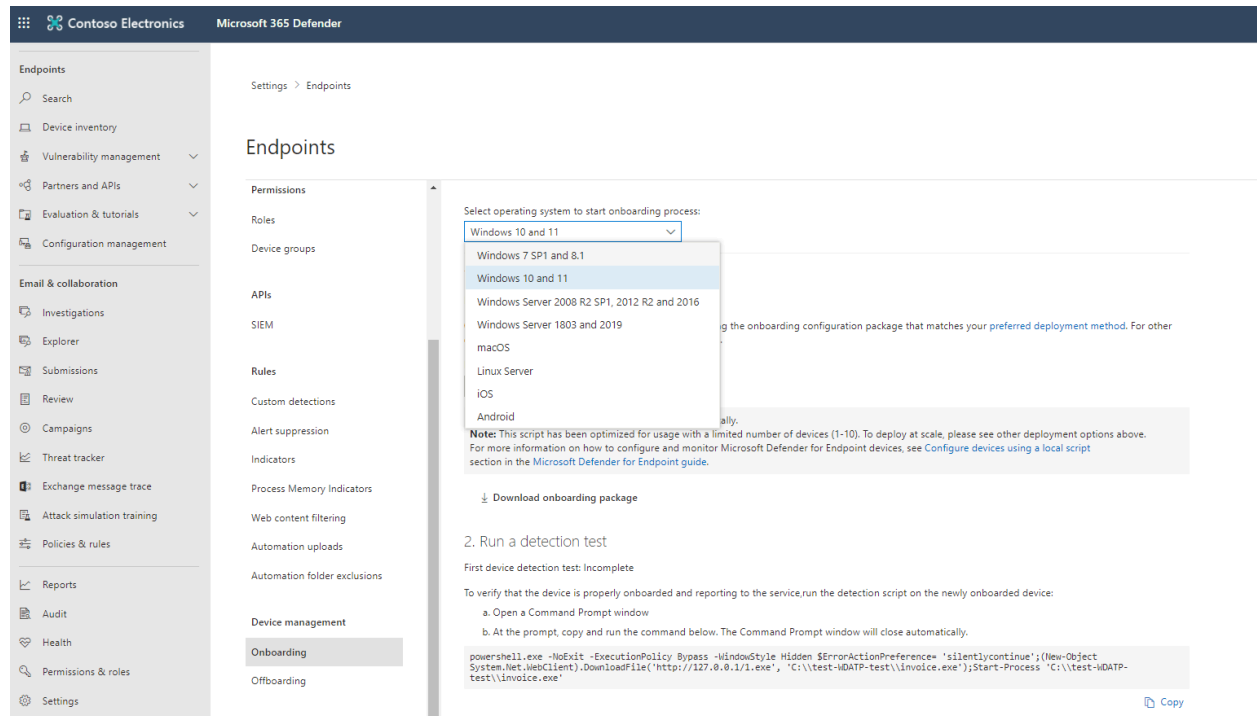 Contoso Electronics
Microsoft 365 Defender
Endpoints
Search
Device inventory
Vulnerability management
Partners and APIs
Evaluation & tutorials
Configuration management
Email & collaboration
Investigations
Explorer
Submissions
Review
Campaigns
Threat tracker
Exchange message trace
Attack simulation training
Policies & rules
Reports
Audit
Health
Permissions & roles
Settings
Settings > Endpoints
Endpoints
Permissions
Roles
Device groups
APIs
SIEM
Rules
Custom detections
Alert suppression
Indicators
Process Memory Indicators
Web content filtering
Automation uploads
Automation folder exclusions
Device management
Onboarding
Offboarding
Select operating system to start onboarding process:
Windows 10 and 11
Windows 7 SP1 and 8.1
Windows 10 and 11
Windows Server 2008 R2 SP1, 2012 R2 and 2016
Windows Server 1803 and 2019
macOS
Linux Server
iOS
Android
the onboarding configuration package that matches your preferred deployment method. For other
Note: This script has been optimized for usage with a limited number of devices (1-10). To deploy at scale, please see other deployment options above.
For more information on how to configure and monitor Microsoft Defender for Endpoint devices, see Configure devices using a local script
section in the Microsoft Defender for Endpoint guide.
Download onboarding package
2. Run a detection test
First device detection test: Incomplete
To verify that the device is properly onboarded and reporting to the service,run the detection script on the newly onboarded device:
a. Open a Command Prompt window
b. At the prompt, copy and run the command below. The Command Prompt window will close automatically.
powershell.exe -NoExit -ExecutionPolicy Bypass -WindowStyle Hidden $ErrorActionPreference= 'silentlycontinue';(New-Object
System.Net.WebClient).DownloadFile('http://127.0.0.1/1.exe', 'C:\\test-WDATP-test\\invoice.exe');Start-Process 'C:\\test-WDATP-
test\\invoice.exe'
Copy